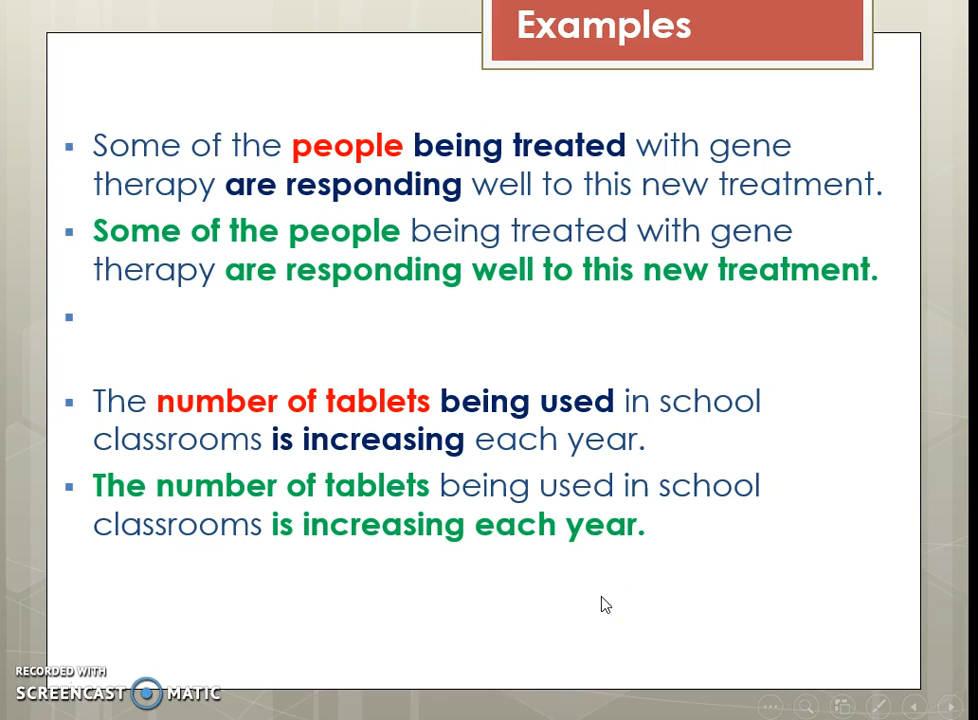 Examples
▪ Some of the people being treated with gene
therapy are responding well to this new treatment.
▪ Some of the people being treated with gene
therapy are responding well to this new treatment.
▪
▪ The number of tablets being used in school
classrooms is increasing each year.
▪ The number of tablets being used in school
classrooms is increasing each year.
RECORDED WITH
SCREENCAST MATIC